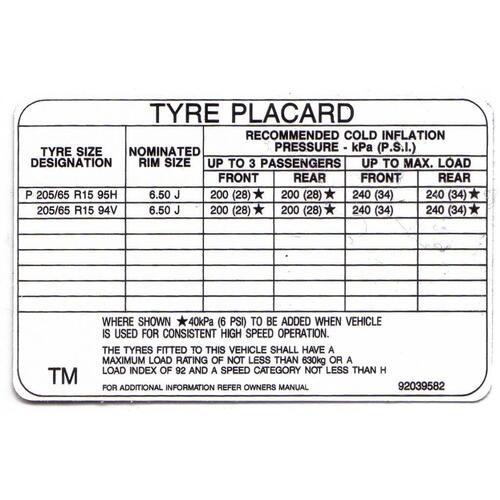 TYRE PLACARD
TYRE SIZE DESIGNATION
NOMINATED RIM SIZE
RECOMMENDED COLD INFLATION PRESSURE - kPa (P.S.I.)
UP TO 3 PASSENGERS UP TO MAX. LOAD
FRONT REAR FRONT REAR
P 205/65 R15 95H 6.50 J 200 (28)★ 200 (28)★ 240 (34) 240 (34)★
205/65 R15 94V 6.50 J 200 (28)★ 200 (28)★ 240 (34) 240 (34)★
WHERE SHOWN ★40kPa (6 PSI) TO BE ADDED WHEN VEHICLE
IS USED FOR CONSISTENT HIGH SPEED OPERATION.
THE TYRES FITTED TO THIS VEHICLE SHALL HAVE A
MAXIMUM LOAD RATING OF NOT LESS THAN 630kg OR A
LOAD INDEX OF 92 AND A SPEED CATEGORY NOT LESS THAN H
TM
FOR ADDITIONAL INFORMATION REFER OWNERS MANUAL 92039582